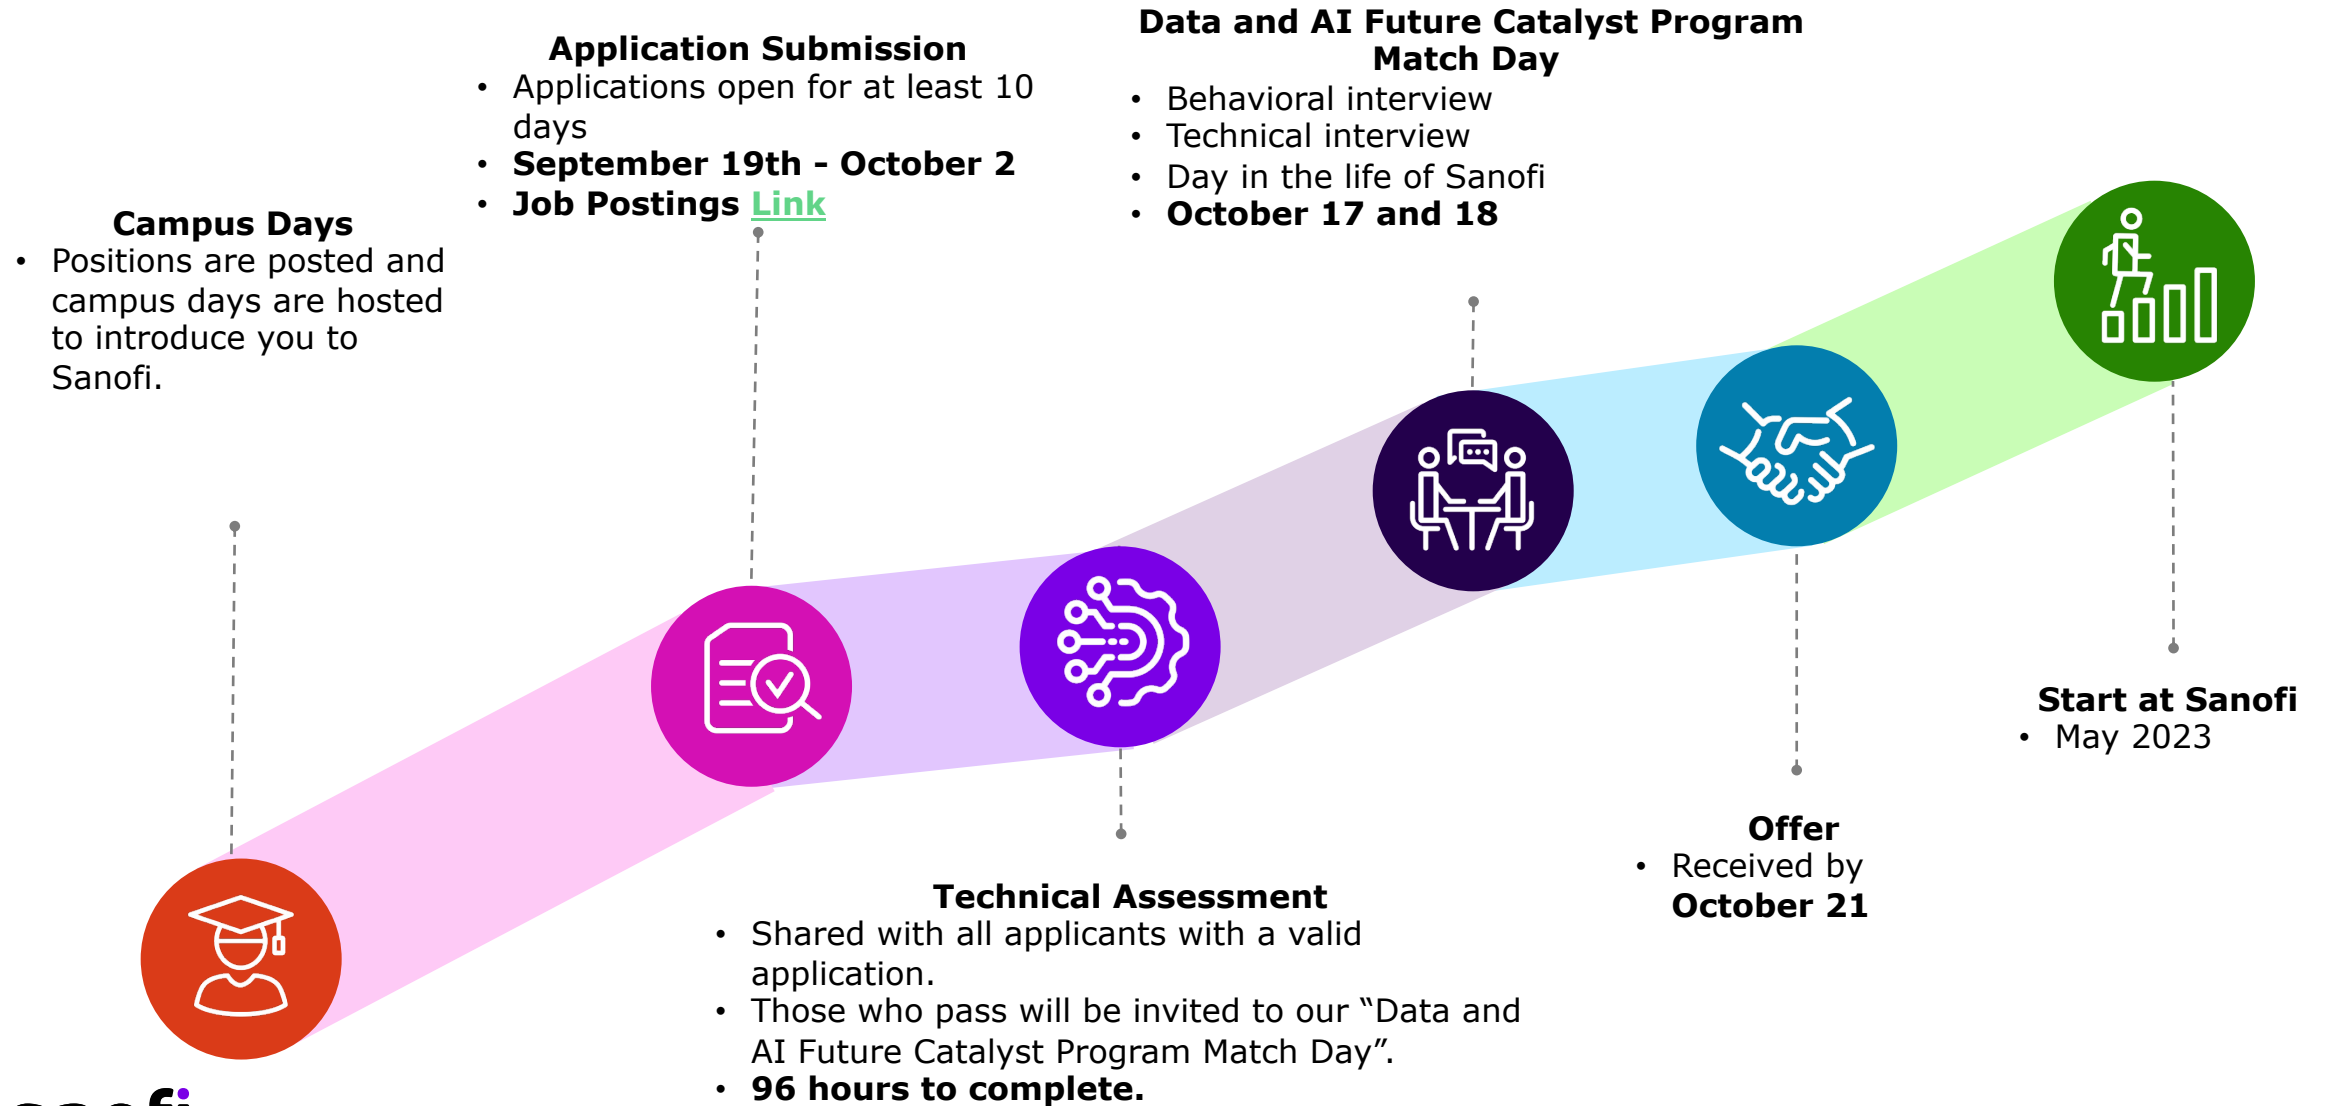 Campus Days
• Positions are posted and
campus days are hosted
to introduce you to
Sanofi.
Application Submission
• Applications open for at least 10
days
• September 19th - October 2
• Job Postings Link
Data and AI Future Catalyst Program
Match Day
• Behavioral interview
• Technical interview
• Day in the life of Sanofi
• October 17 and 18
Technical Assessment
• Shared with all applicants with a valid
application.
• Those who pass will be invited to our “Data and
AI Future Catalyst Program Match Day”.
• 96 hours to complete.
Offer
• Received by
October 21
Start at Sanofi
• May 2023
sanofi